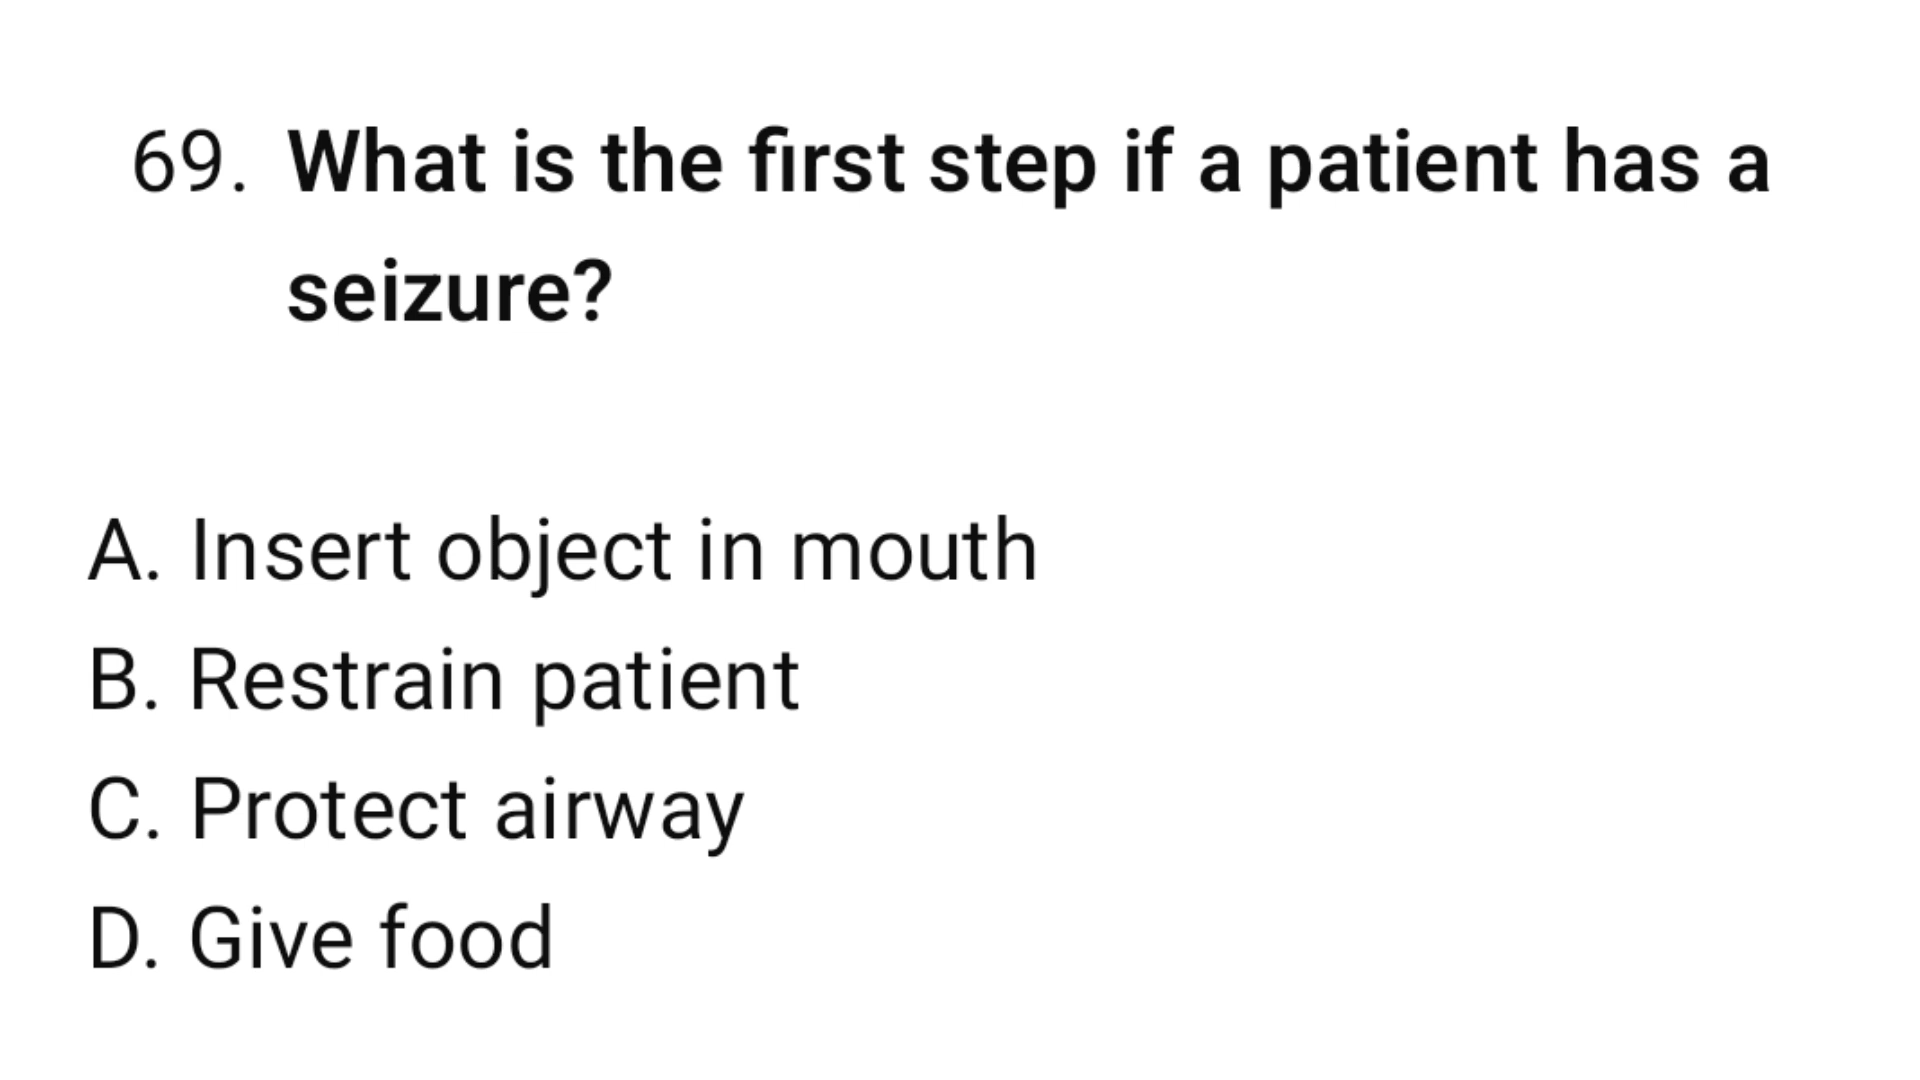 69. What is the first step if a patient has a
seizure?
A. Insert object in mouth
B. Restrain patient
C. Protect airway
D. Give food